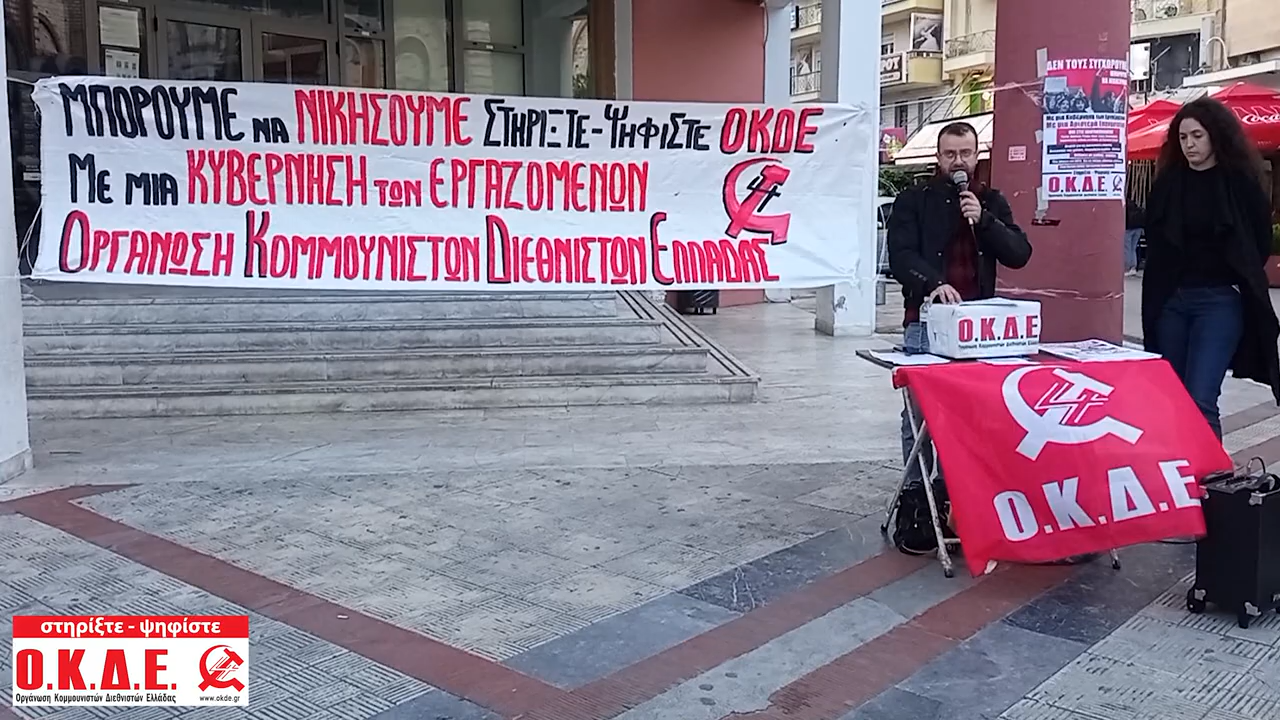 ΜΠΟΡΟΥΜΕ ΝΑ ΝΙΚΗΣΟΥΜΕ ΣΤΗΡΙΞΤΕ-ΨΗΦΙΣΤΕ ΟΚΔΕ
ΜΕ ΜΙΑ ΚΥΒΕΡΝΗΣΗ ΤΩΝ ΕΡΓΑΖΟΜΕΝΩΝ
ΟΡΓΑΝΩΣΗ ΚΟΜΜΟΥΝΙΣΤΩΝ ΔΙΕΘΝΙΣΤΩΝ ΕΛΛΑΔΑΣ
ΔΕΝ ΤΟΥΣ ΣΥΓΧΩΡΟΥΜΕ
Ο.Κ.Δ.Ε.
Ο.Κ.Δ.Ε
Ο.Κ.Δ.Ε
στηρίξτε - ψηφίστε
Ο.Κ.Δ.Ε.
Οργάνωση Κομμουνιστών Διεθνιστών Ελλάδας
www.okde.gr